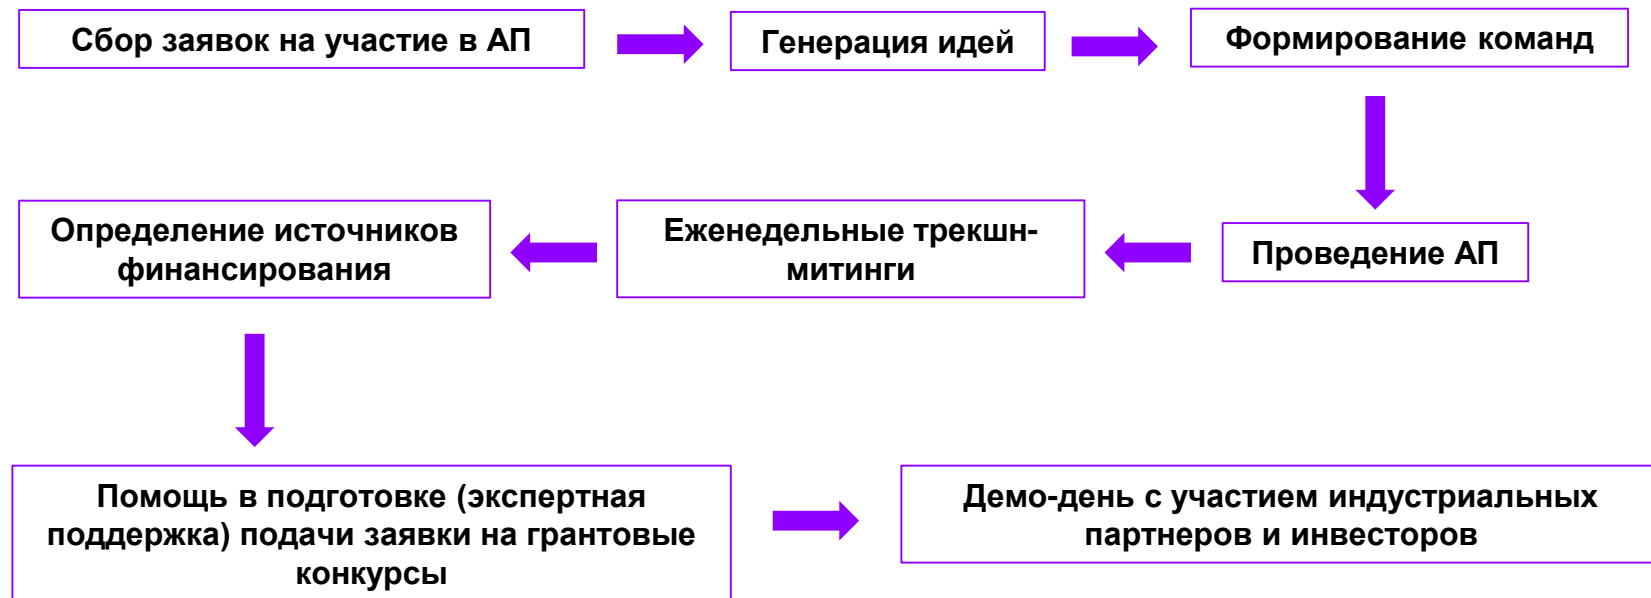 Сбор заявок на участие в АП
Генерация идей
Формирование команд
Проведение АП
Еженедельные трекшн-
митинги
Определение источников
финансирования
Помощь в подготовке (экспертная
поддержка) подачи заявки на грантовые
конкурсы
Демо-день с участием индустриальных
партнеров и инвесторов